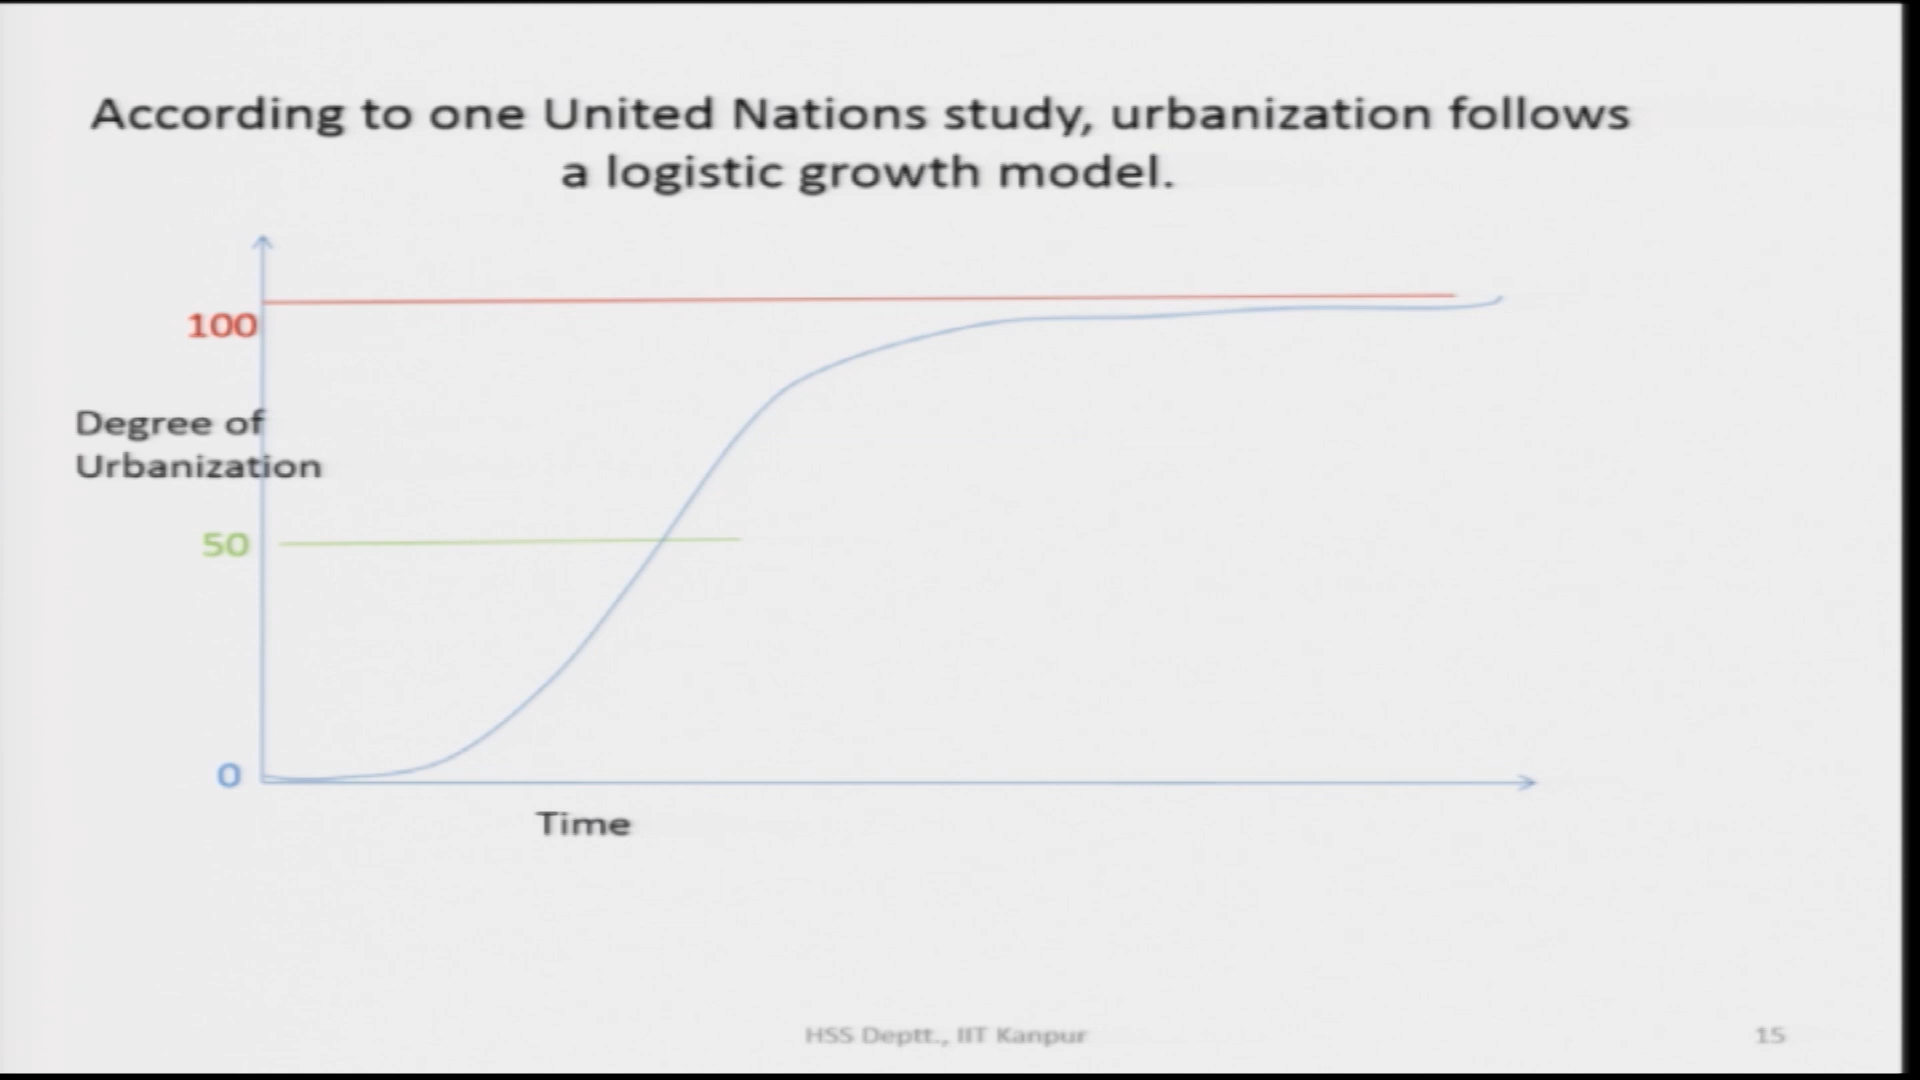 According to one United Nations study, urbanization follows
a logistic growth model.
100
Degree of
Urbanization
50
0
Time
HSS Deptt., IIT Kanpur
15